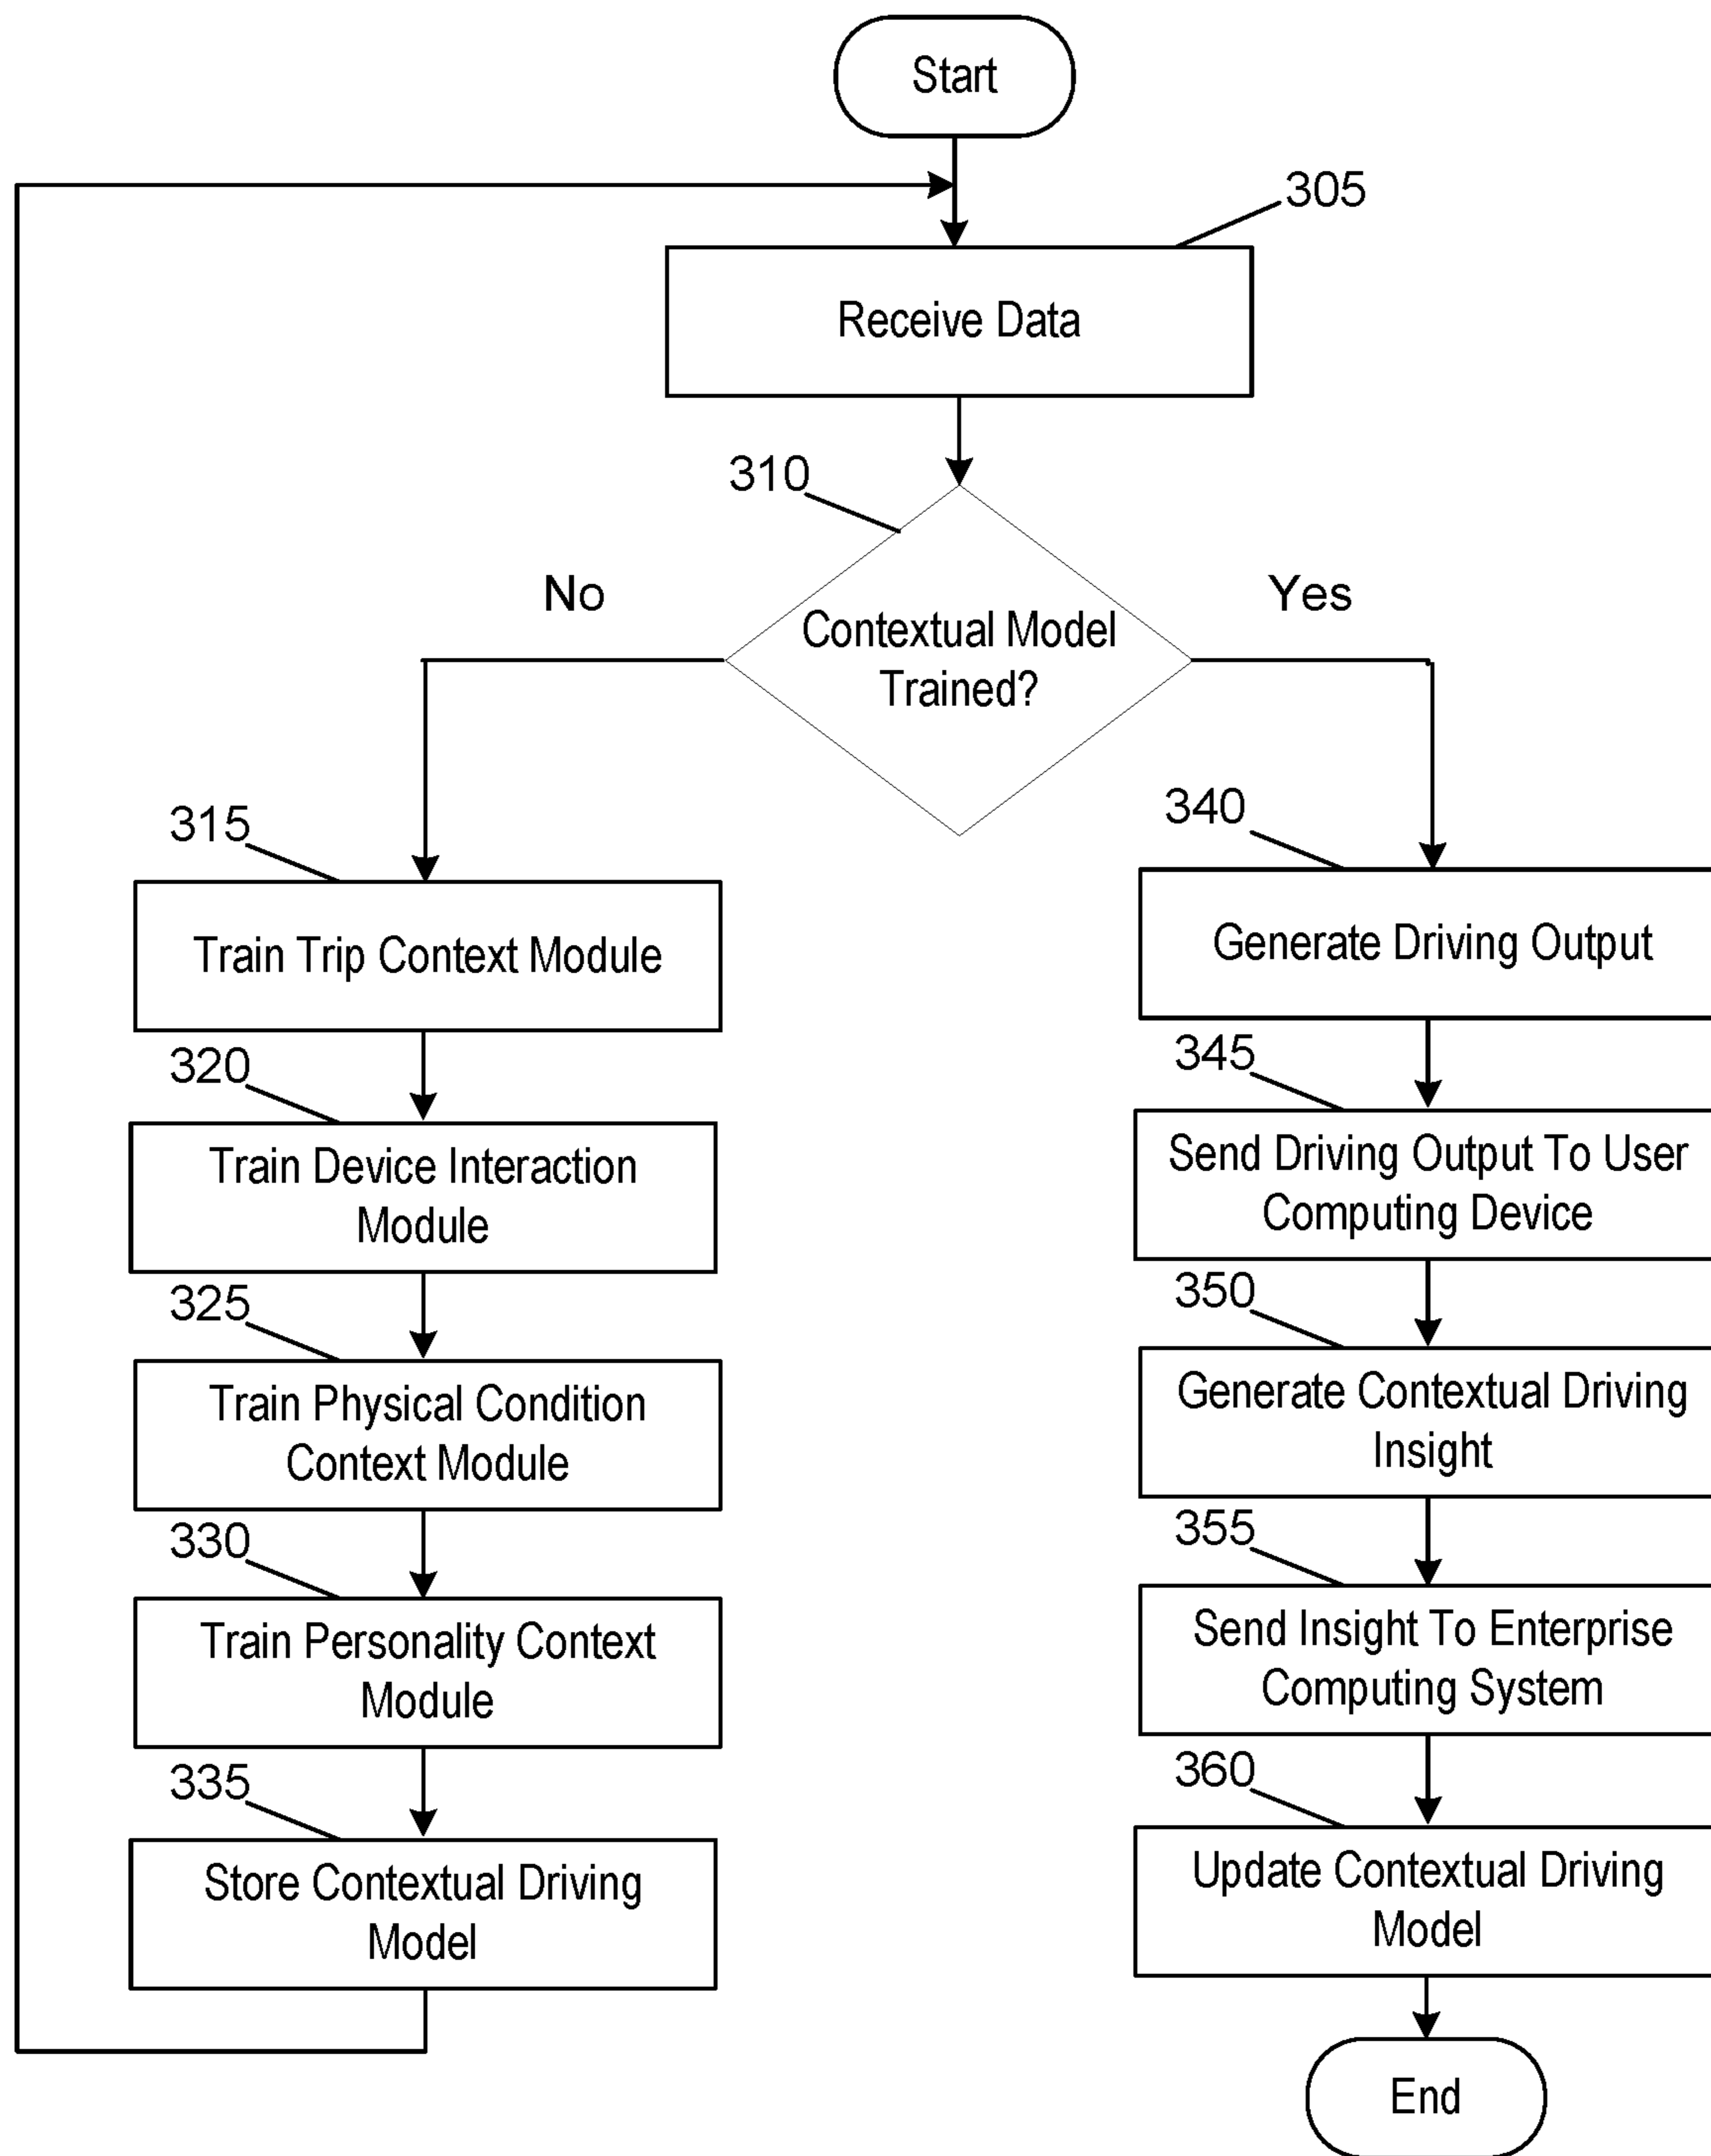 Start
305
Receive Data
310
No
Yes
Contextual Model
Trained?
315
Train Trip Context Module
320
Train Device Interaction
Module
325
Train Physical Condition
Context Module
330
Train Personality Context
Module
335
Store Contextual Driving
Model
340
Generate Driving Output
345
Send Driving Output To User
Computing Device
350
Generate Contextual Driving
Insight
355
Send Insight To Enterprise
Computing System
360
Update Contextual Driving
Model
End